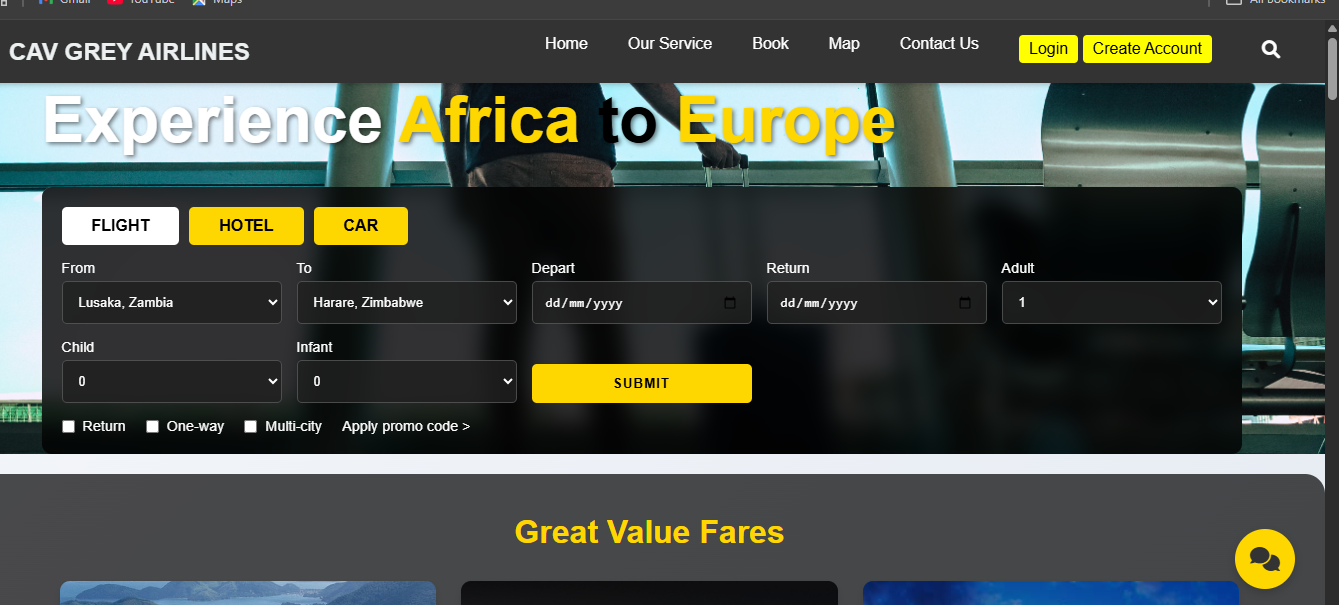 Gmail YouTube Maps All Bookmarks
CAV GREY AIRLINES Home Our Service Book Map Contact Us Login Create Account
Experience Africa to Europe
FLIGHT HOTEL CAR
From To Depart Return Adult
Lusaka, Zambia Harare, Zimbabwe dd/mm/yyyy dd/mm/yyyy 1
Child Infant
0 0 SUBMIT
Return One-way Multi-city Apply promo code >
Great Value Fares